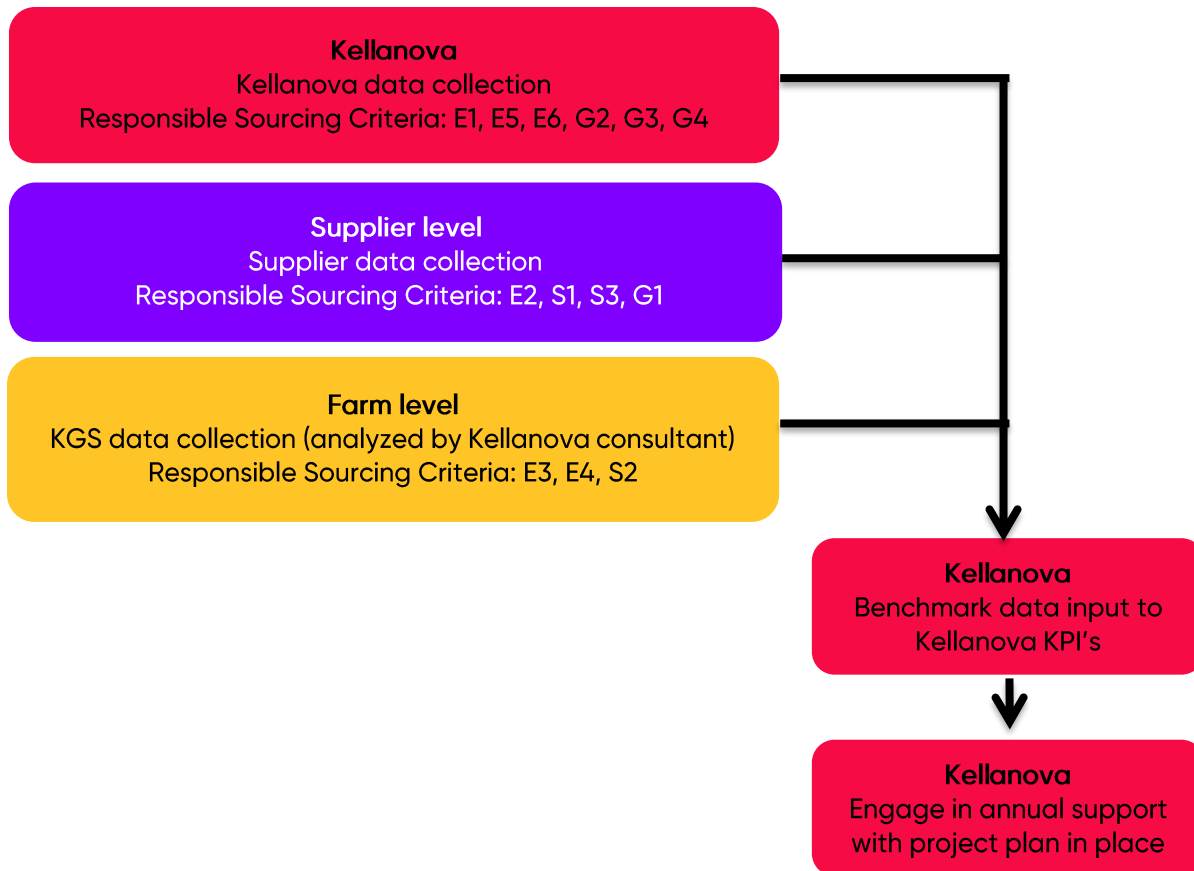 Kellanova
Kellanova data collection
Responsible Sourcing Criteria: E1, E5, E6, G2, G3, G4
Supplier level
Supplier data collection
Responsible Sourcing Criteria: E2, S1, S3, G1
Farm level
KGS data collection (analyzed by Kellanova consultant)
Responsible Sourcing Criteria: E3, E4, S2
Kellanova
Benchmark data input to
Kellanova KPI's
Kellanova
Engage in annual support
with project plan in place